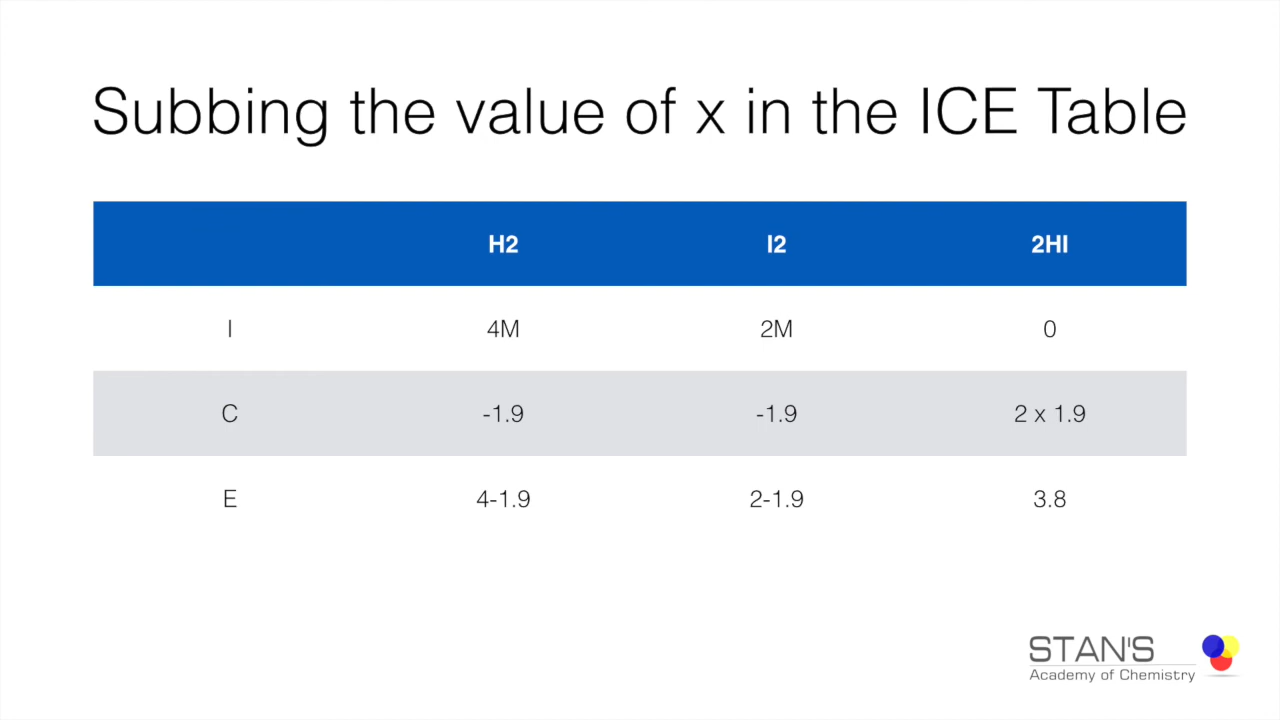 Subbing the value of x in the ICE Table
H2 I2 2HI
I 4M 2M 0
C -1.9 -1.9 2 x 1.9
E 4-1.9 2-1.9 3.8
STAN'S
Academy of Chemistry